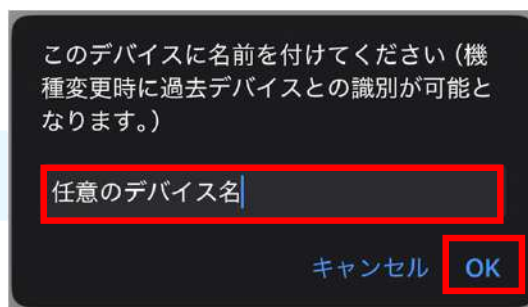 このデバイスに名前を付けてください（機
種変更時に過去デバイスとの識別が可能と
なります。）
任意のデバイス名
キャンセル OK